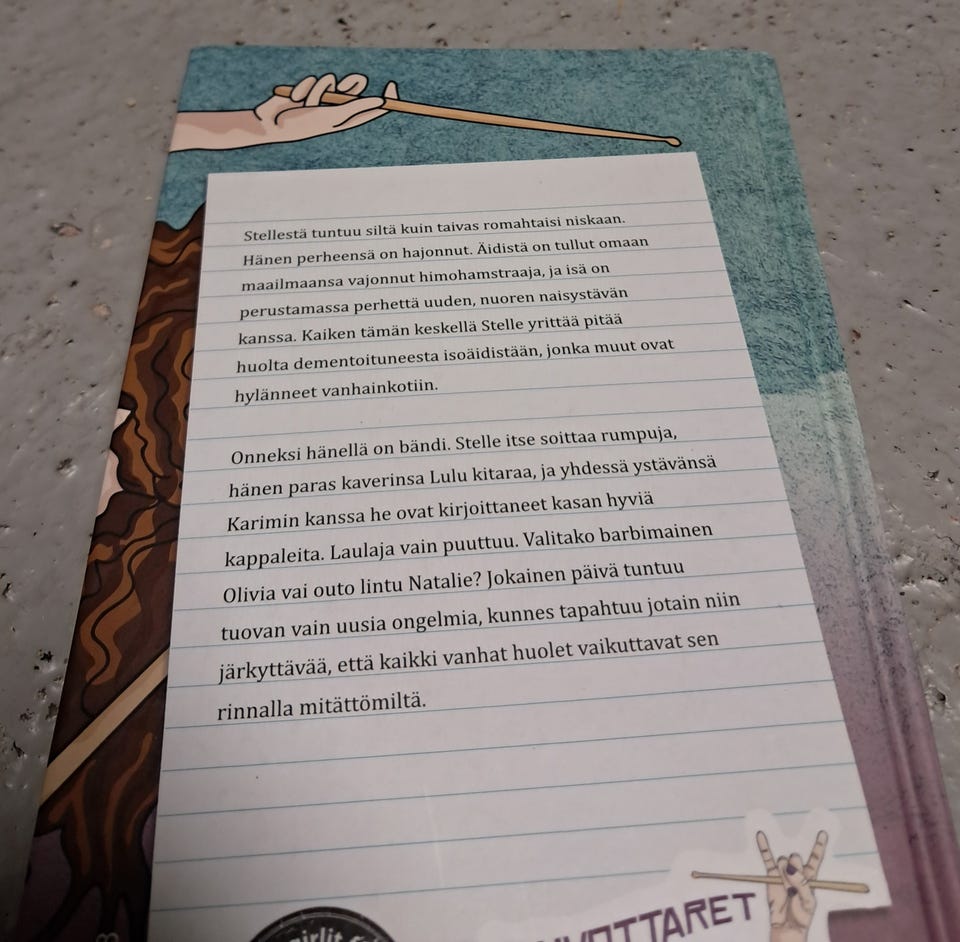 Stellestä tuntuu siltä kuin taivas romahtaisi niskaan.
Hänen perheensä on hajonnut. Äidistä on tullut omaan
maailmaansa vajonnut himohamstraaja, ja isä on
perustamassa perhettä uuden, nuoren naisystävän
kanssa. Kaiken tämän keskellä Stelle yrittää pitää
huolta dementoituneesta isoäidistään, jonka muut ovat
hylänneet vanhainkotiin.
Onneksi hänellä on bändi. Stelle itse soittaa rumpuja,
hänen paras kaverinsa Lulu kitaraa, ja yhdessä ystävänsä
Karimin kanssa he ovat kirjoittaneet kasan hyviä
kappaleita. Laulaja vain puuttuu. Valitako barbimainen
Olivia vai outo lintu Natalie? Jokainen päivä tuntuu
tuovan vain uusia ongelmia, kunnes tapahtuu jotain niin
järkyttävää, että kaikki vanhat huolet vaikuttavat sen
rinnalla mitättömiltä.